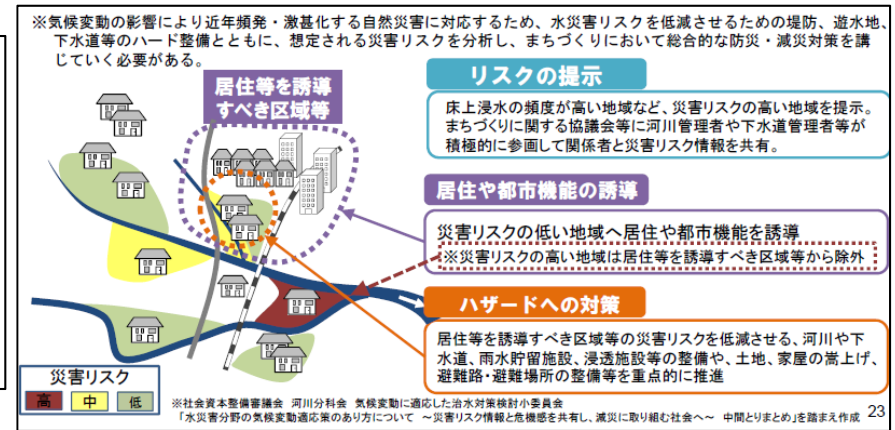 ※気候変動の影響により近年頻発・激甚化する自然災害に対応するため、水災害リスクを低減させるための堤防、遊水地、
下水道等のハード整備とともに、想定される災害リスクを分析し、まちづくりにおいて総合的な防災・減災対策を講
じていく必要がある。
居住等を誘導
すべき区域等
リスクの提示
床上浸水の頻度が高い地域など、災害リスクの高い地域を提示。
まちづくりに関する協議会等に河川管理者や下水道管理者等が
積極的に参画して関係者と災害リスク情報を共有。
居住や都市機能の誘導
災害リスクの低い地域へ居住や都市機能を誘導
※災害リスクの高い地域は居住等を誘導すべき区域等から除外
ハザードへの対策
居住等を誘導すべき区域等の災害リスクを低減させる、河川や下
水道、雨水貯留施設、浸透施設等の整備や、土地、家屋の嵩上げ、
避難路・避難場所の整備等を重点的に推進
災害リスク
高 中 低
※社会資本整備審議会 河川分科会 気候変動に適応した治水対策検討小委員会
「水災害分野の気候変動適応策のあり方について ～災害リスク情報と危機感を共有し、減災に取り組む社会へ～ 中間とりまとめ」を踏まえ作成
23